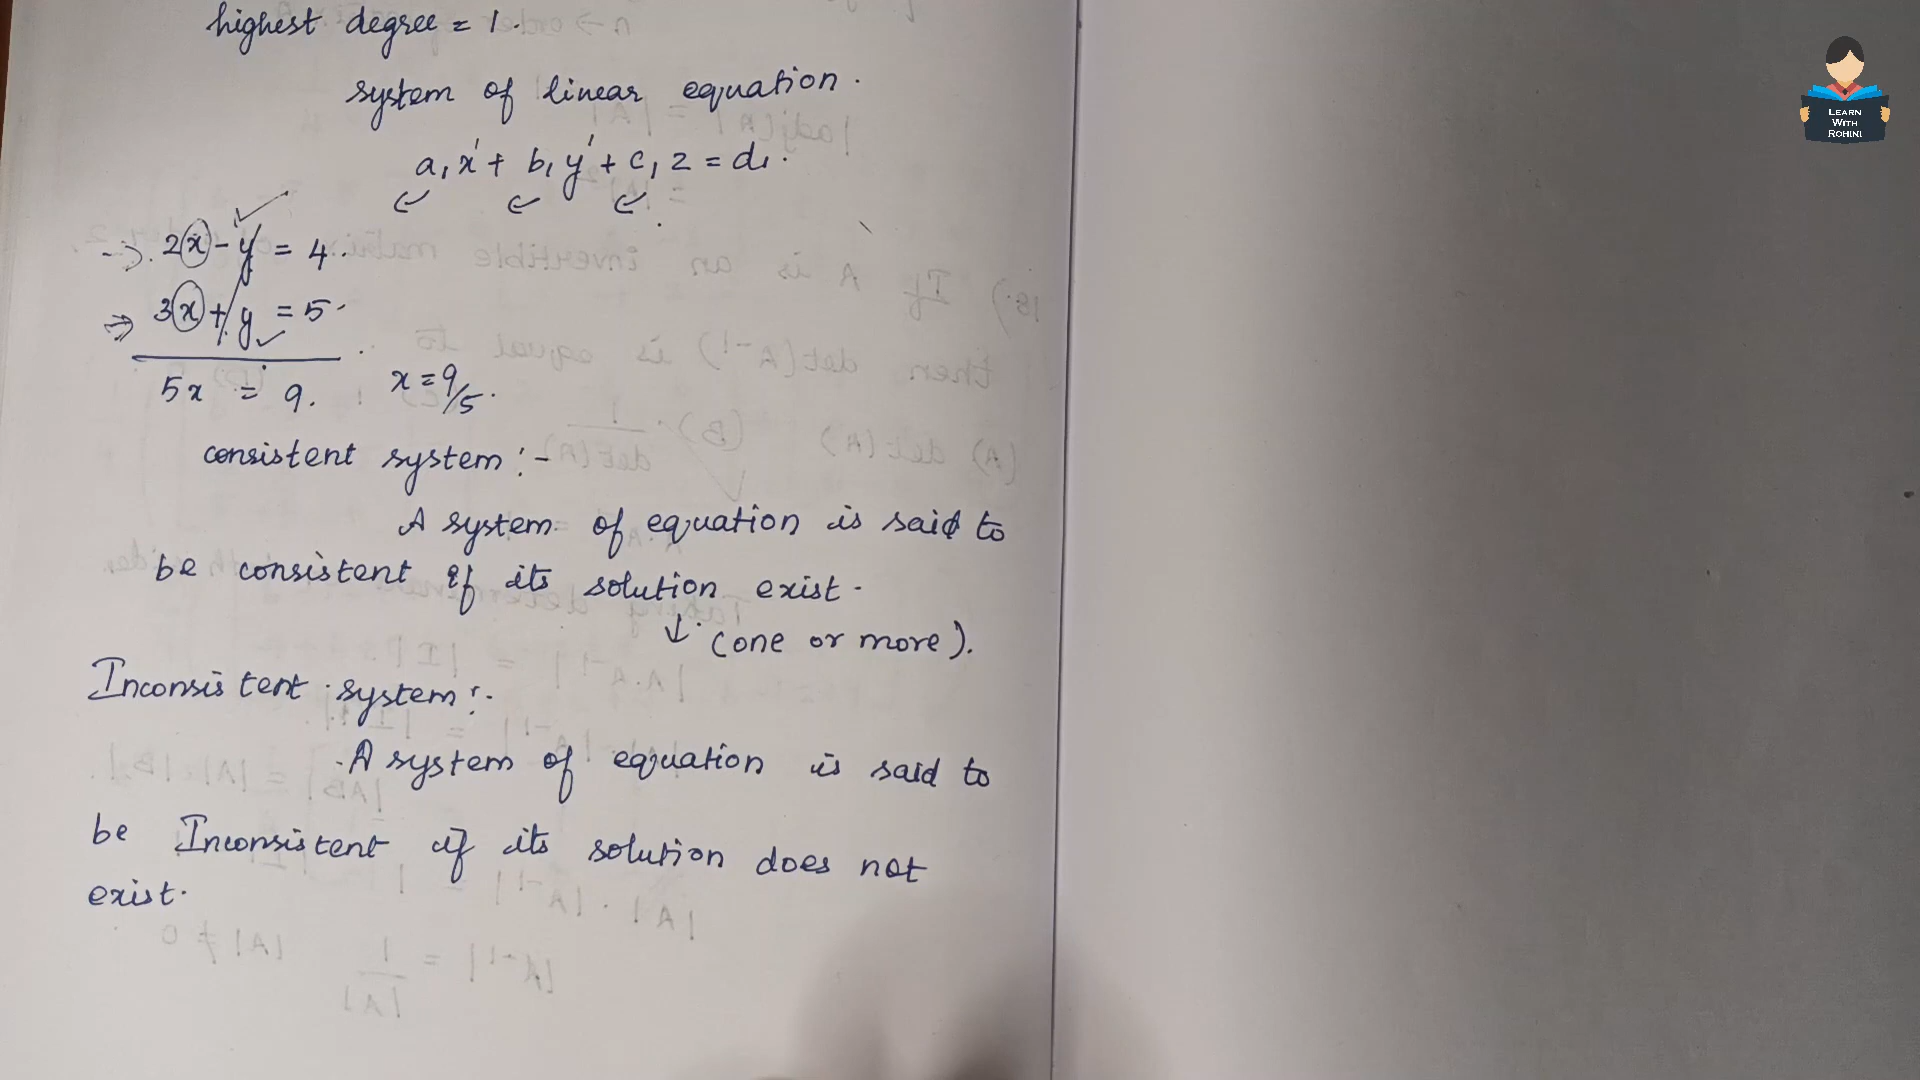 highest degree = 1.
system of linear equation.
a₁x' + b₁y' + c₁z = d₁.
2x - y = 4.
⇒ 3x + y = 5.
5x = 9. x = 9/5.
consistent system :-
A system of equation is said to
be consistent if its solution exist.
↓ (one or more).
Inconsistent system :-
A system of equation is said to
be Inconsistent if its solution does not
exist.
LEARN
WITH
ROHINI